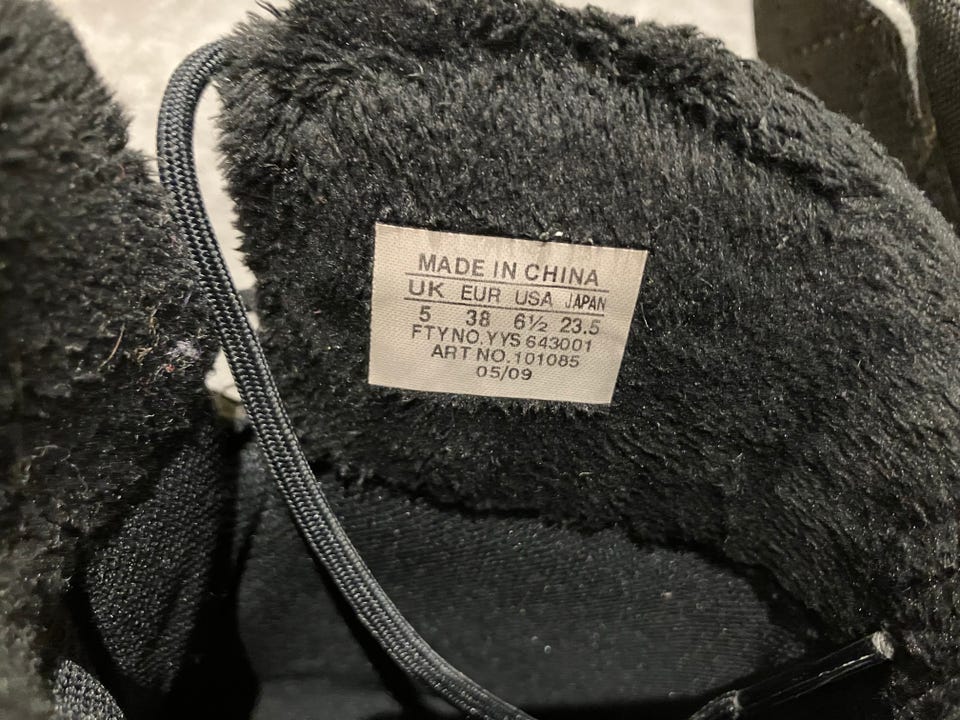 MADE IN CHINA
UK EUR USA JAPAN
5 38 6½ 23.5
FTY NO. YYS 643001
ART NO. 101085
05/09